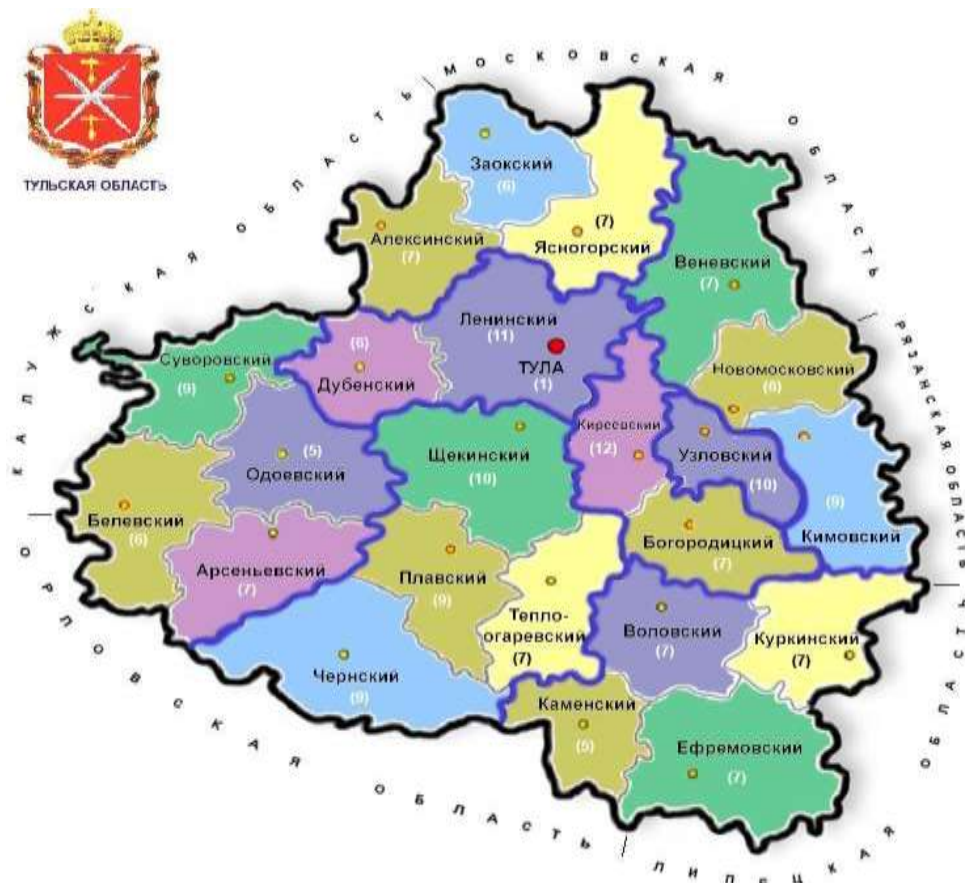 ТУЛЬСКАЯ ОБЛАСТЬ
КАЛУЖСКАЯ ОБЛАСТЬ
МОСКОВСКАЯ ОБЛАСТЬ
РЯЗАНСКАЯ ОБЛАСТЬ
ЛИПЕЦКАЯ ОБЛАСТЬ
ОРЛОВСКАЯ ОБЛАСТЬ
Заокский
(6)
(7)
Ясногорский
Алексинский
(7)
Веневский
(7)
Ленинский
(11)
ТУЛА
(1)
(6)
Дубенский
Суворовский
(9)
Новомосковский
(6)
Киреевский
(12)
Узловский
(10)
(5)
Одоевский
Щекинский
(10)
(9)
Кимовский
Белевский
(6)
Богородицкий
(7)
Арсеньевский
(7)
Плавский
(9)
Тепло-
огаревский
(7)
Воловский
(7)
Куркинский
(7)
Чернский
(9)
Каменский
(5)
Ефремовский
(7)